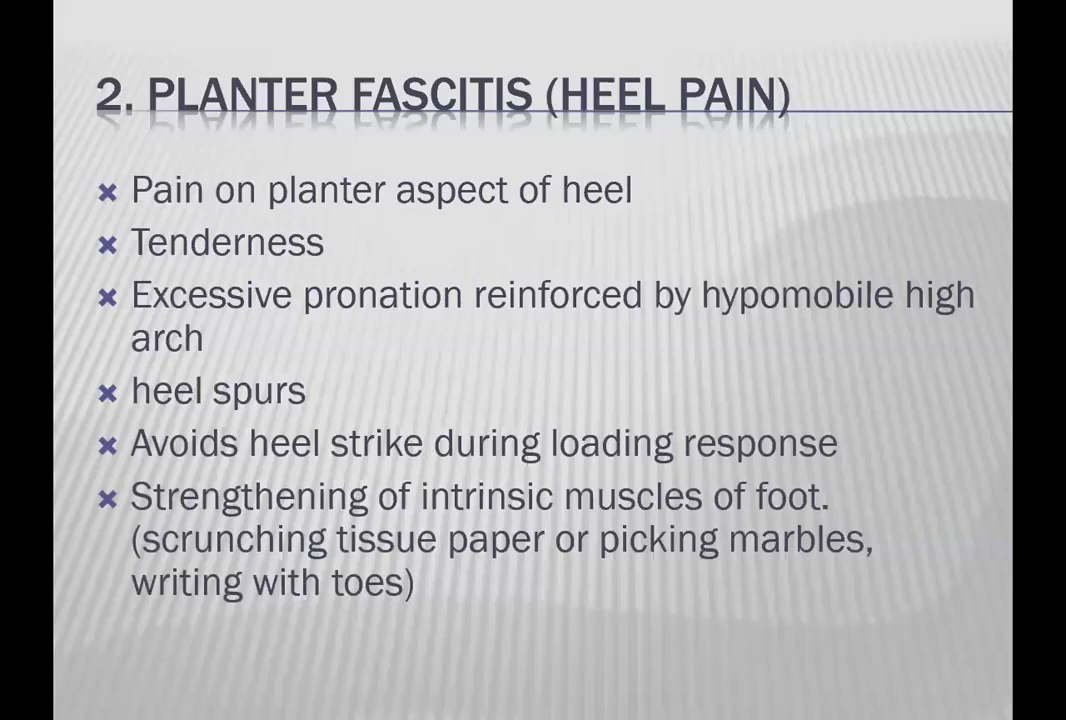 2. PLANTER FASCITIS (HEEL PAIN)
Pain on planter aspect of heel
Tenderness
Excessive pronation reinforced by hypomobile high
arch
heel spurs
Avoids heel strike during loading response
Strengthening of intrinsic muscles of foot.
(scrunching tissue paper or picking marbles,
writing with toes)